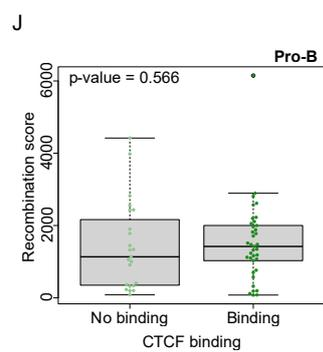 J
Pro-B
p-value = 0.566
6000
4000
2000
0
Recombination score
No binding
Binding
CTCF binding